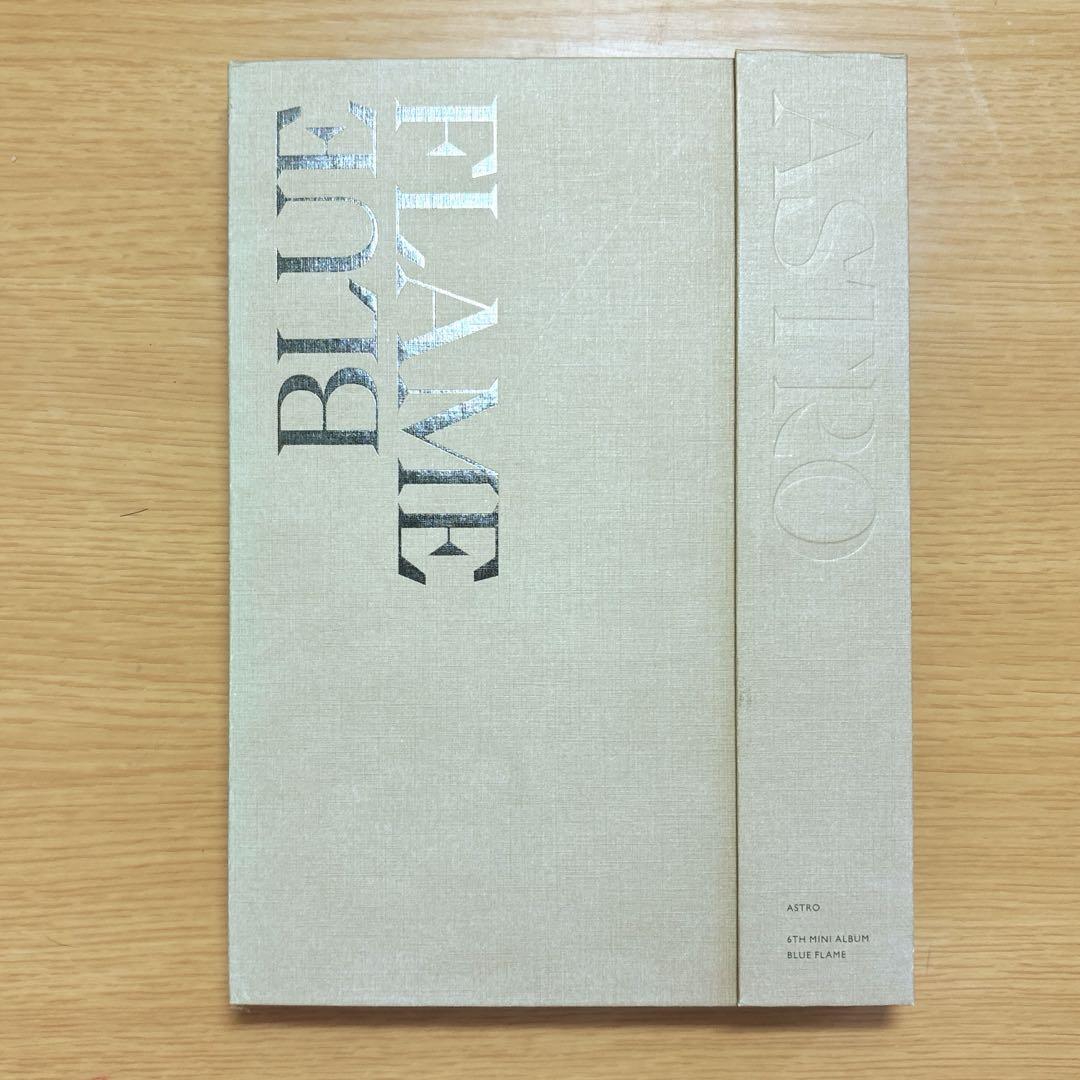 BLUE
FLAME
ASTRO
ASTRO
6TH MINI ALBUM
BLUE FLAME